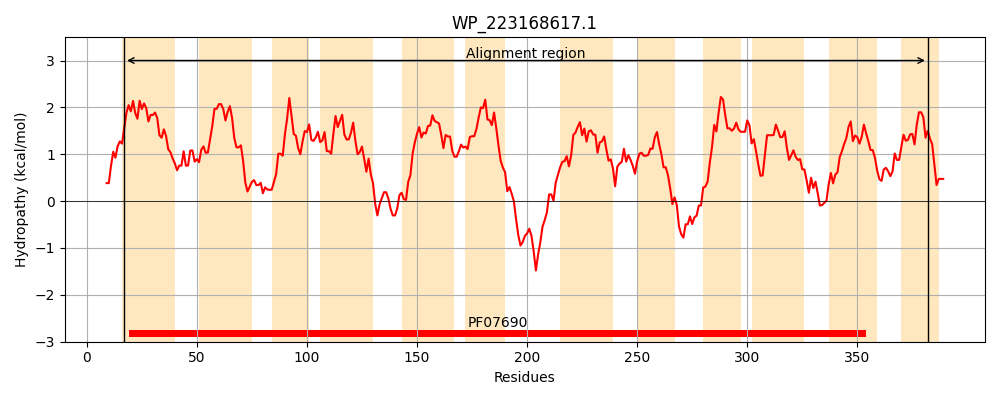 WP_223168617.1
Alignment region
PF07690
Hydropathy (kcal/mol)
3
2
1
0
−1
−2
−3
0 50 100 150 200 250 300 350
Residues